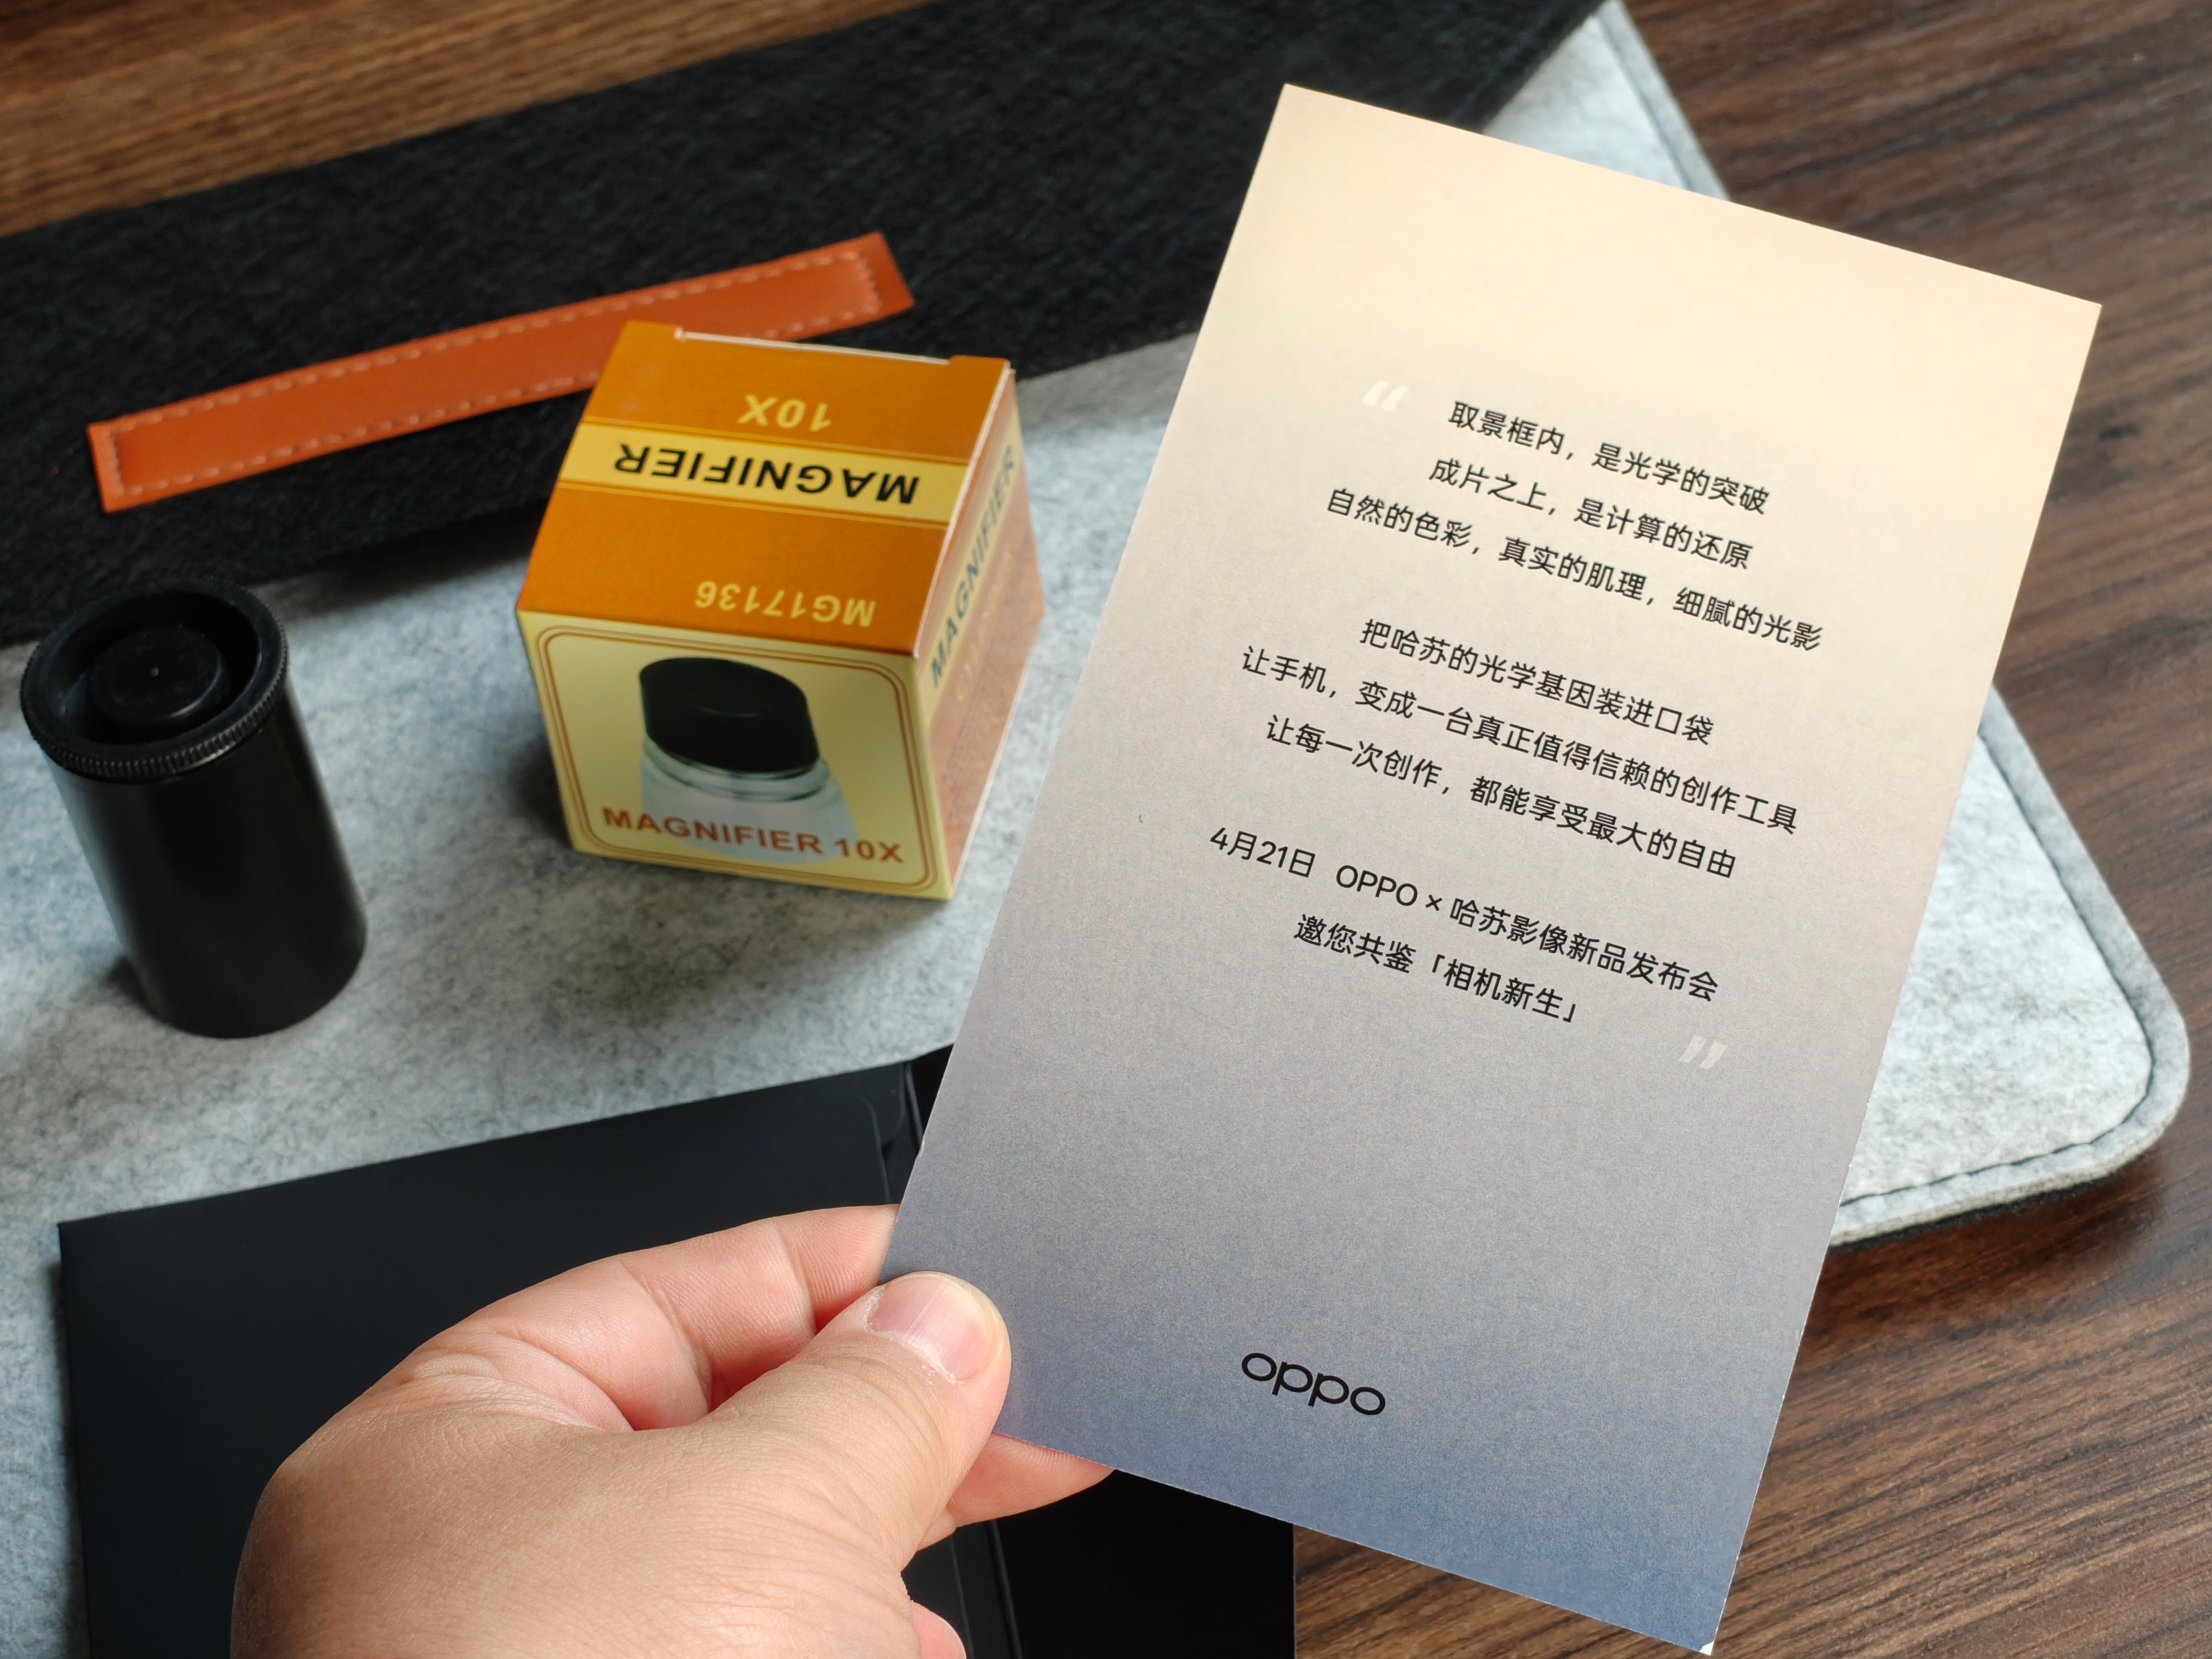 10X
MAGNIFIER
MG17136
MAGNIFIER
MAGNIFIER 10X
“
取景框内，是光学的突破
成片之上，是计算的还原
自然的色彩，真实的肌理，细腻的光影
把哈苏的光学基因装进口袋
让手机，变成一台真正值得信赖的创作工具
让每一次创作，都能享受最大的自由
4月21日 OPPO × 哈苏影像新品发布会
邀您共鉴「相机新生」
”
oppo